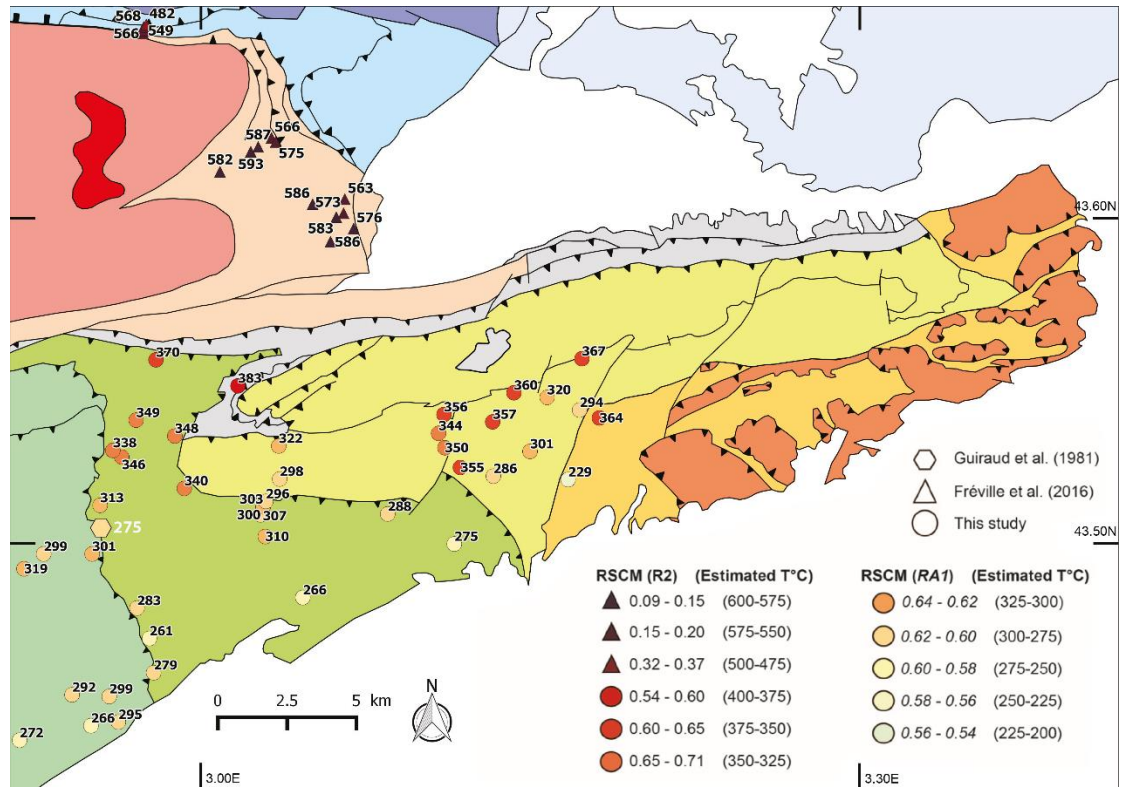 568 482
566 549
566
587
575
593
582
563
586 573
576
583
586
43.60N
370
367
383
360
320
294
356
357
364
349
344
348
322
350
301
338
346
355
286
298
229
340
303 296
313
300 307
288
275
310
301
275
299
319
266
283
261
279
292 299
266 295
272
Guiraud et al. (1981)
Fréville et al. (2016)
This study
43.50N
RSCM (R2) (Estimated T°C)
0.09 - 0.15 (600-575)
0.15 - 0.20 (575-550)
0.32 - 0.37 (500-475)
0.54 - 0.60 (400-375)
0.60 - 0.65 (375-350)
0.65 - 0.71 (350-325)
RSCM (RA1) (Estimated T°C)
0.64 - 0.62 (325-300)
0.62 - 0.60 (300-275)
0.60 - 0.58 (275-250)
0.58 - 0.56 (250-225)
0.56 - 0.54 (225-200)
0 2.5 5 km
N
3.00E
3.30E